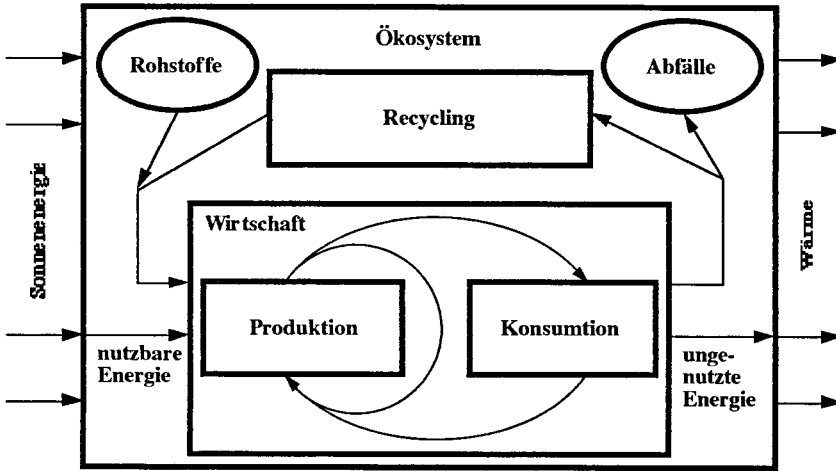 Ökosystem
Rohstoffe
Abfälle
Recycling
Sonnenenergie
Wärme
Wirtschaft
Produktion
Konsumtion
nutzbare
Energie
unge-
nutzte
Energie